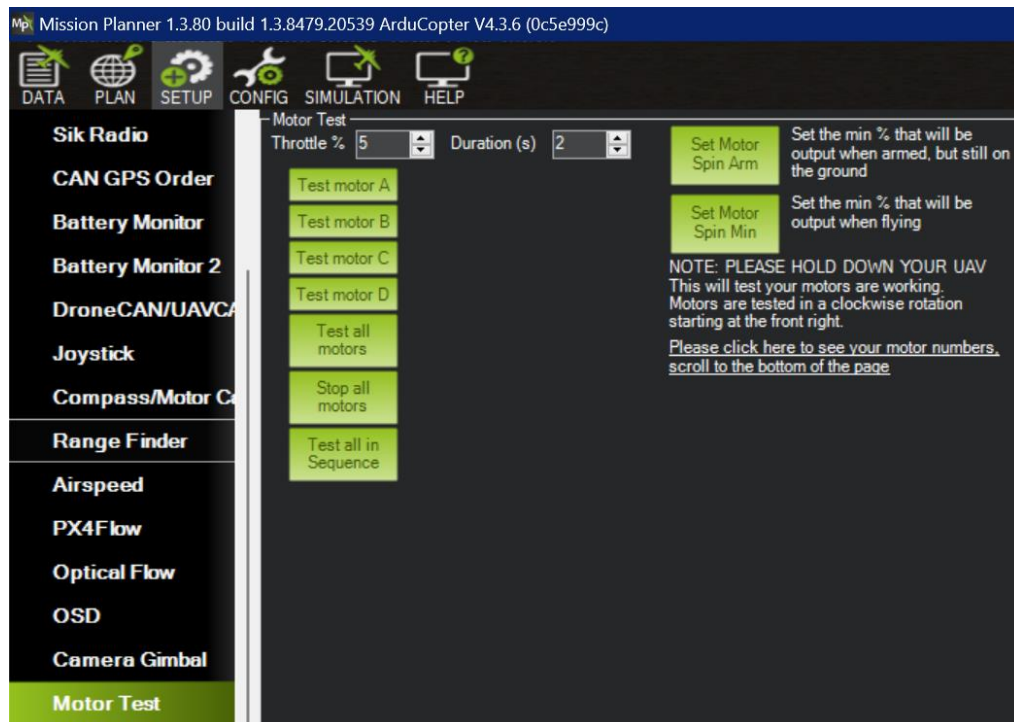 Mission Planner 1.3.80 build 1.3.8479.20539 ArduCopter V4.3.6 (0c5e999c)
DATA PLAN SETUP CONFIG SIMULATION HELP
Sik Radio
CAN GPS Order
Battery Monitor
Battery Monitor 2
DroneCAN/UAVCA
Joystick
Compass/Motor Ca
Range Finder
Airspeed
PX4Flow
Optical Flow
OSD
Camera Gimbal
Motor Test
Motor Test
Throttle % 5 Duration (s) 2
Test motor A
Test motor B
Test motor C
Test motor D
Test all
motors
Stop all
motors
Test all in
Sequence
Set Motor
Spin Arm
Set the min % that will be
output when armed, but still on
the ground
Set Motor
Spin Min
Set the min % that will be
output when flying
NOTE: PLEASE HOLD DOWN YOUR UAV
This will test your motors are working.
Motors are tested in a clockwise rotation
starting at the front right.
Please click here to see your motor numbers,
scroll to the bottom of the page